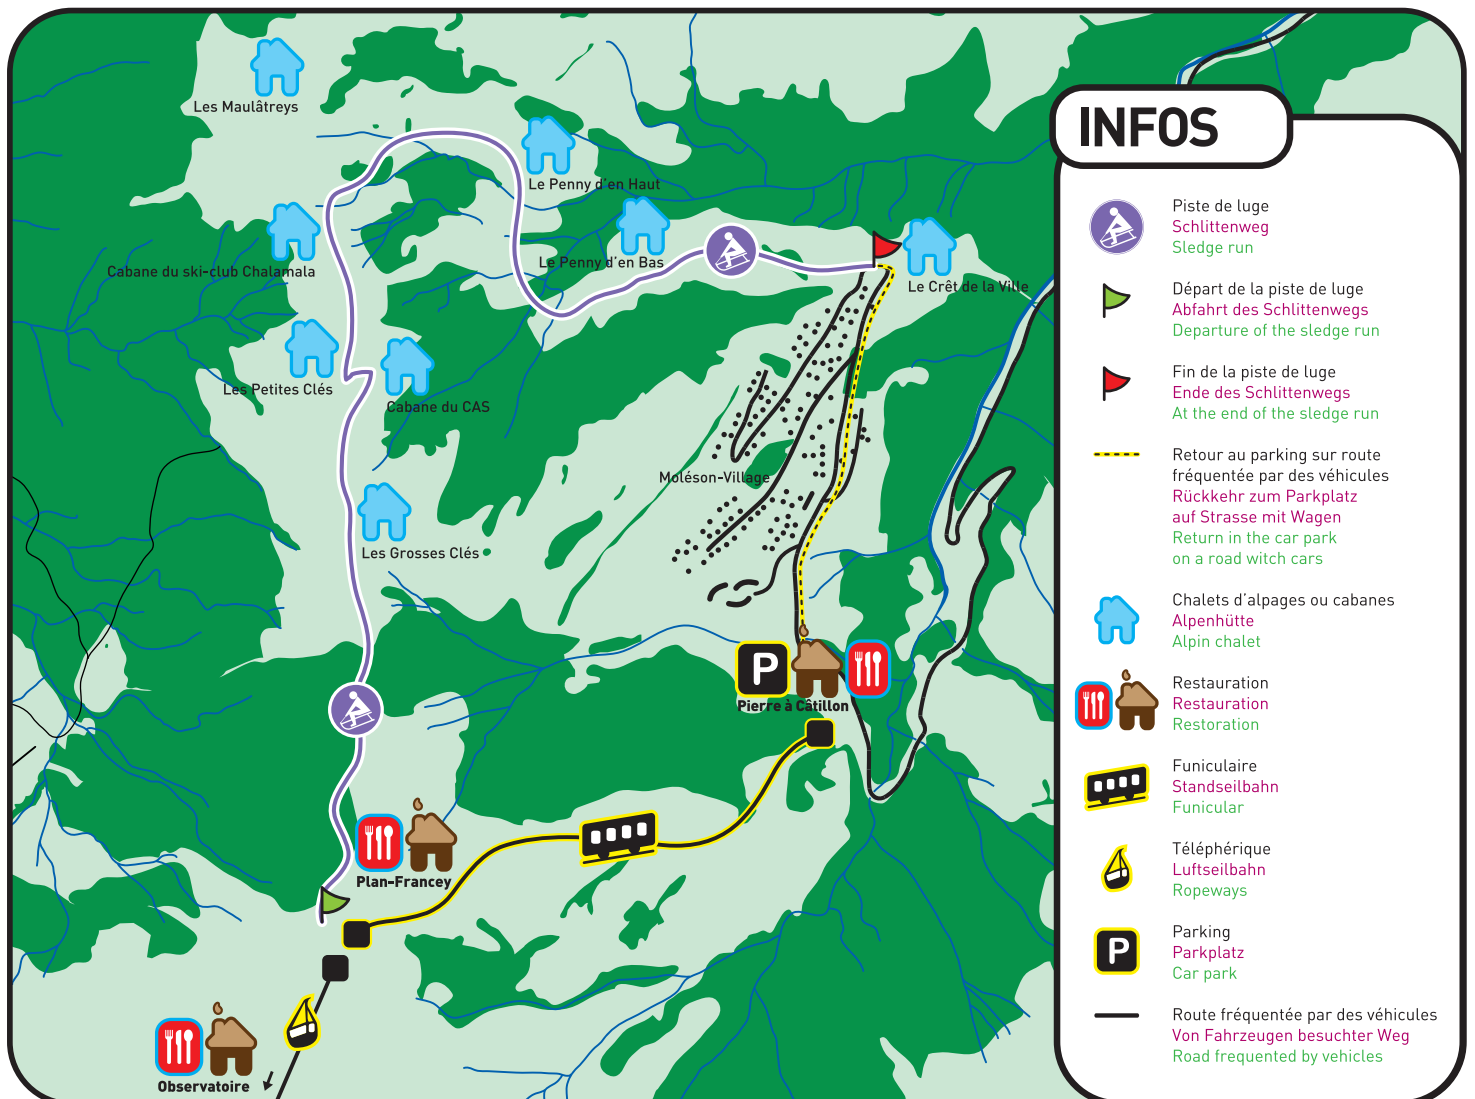 Les Maulâtreys
Le Penny d'en Haut
Cabane du ski-club Chalamala
Le Penny d'en Bas
Le Crêt de la Ville
Les Petites Clés
Cabane du CAS
Moléson-Village
Les Grosses Clés
P
Pierre à Câtillon
Plan-Francey
Observatoire
INFOS
Piste de luge
Schlittenweg
Sledge run
Départ de la piste de luge
Abfahrt des Schlittenwegs
Departure of the sledge run
Fin de la piste de luge
Ende des Schlittenwegs
At the end of the sledge run
Retour au parking sur route
fréquentée par des véhicules
Rückkehr zum Parkplatz
auf Strasse mit Wagen
Return in the car park
on a road witch cars
Chalets d'alpages ou cabanes
Alpenhütte
Alpin chalet
Restauration
Restauration
Restoration
Funiculaire
Standseilbahn
Funicular
Téléphérique
Luftseilbahn
Ropeways
P
Parking
Parkplatz
Car park
Route fréquentée par des véhicules
Von Fahrzeugen besuchter Weg
Road frequented by vehicles